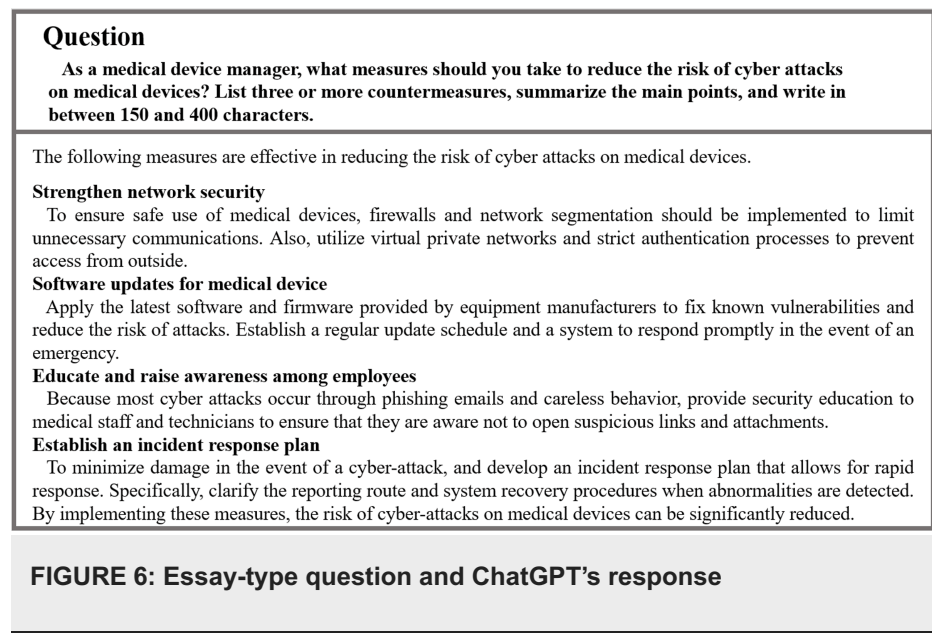 Question
As a medical device manager, what measures should you take to reduce the risk of cyber attacks
on medical devices? List three or more countermeasures, summarize the main points, and write in
between 150 and 400 characters.
The following measures are effective in reducing the risk of cyber attacks on medical devices.
Strengthen network security
To ensure safe use of medical devices, firewalls and network segmentation should be implemented to limit
unnecessary communications. Also, utilize virtual private networks and strict authentication processes to prevent
access from outside.
Software updates for medical device
Apply the latest software and firmware provided by equipment manufacturers to fix known vulnerabilities and
reduce the risk of attacks. Establish a regular update schedule and a system to respond promptly in the event of an
emergency.
Educate and raise awareness among employees
Because most cyber attacks occur through phishing emails and careless behavior, provide security education to
medical staff and technicians to ensure that they are aware not to open suspicious links and attachments.
Establish an incident response plan
To minimize damage in the event of a cyber-attack, and develop an incident response plan that allows for rapid
response. Specifically, clarify the reporting route and system recovery procedures when abnormalities are detected.
By implementing these measures, the risk of cyber-attacks on medical devices can be significantly reduced.
FIGURE 6: Essay-type question and ChatGPT's response